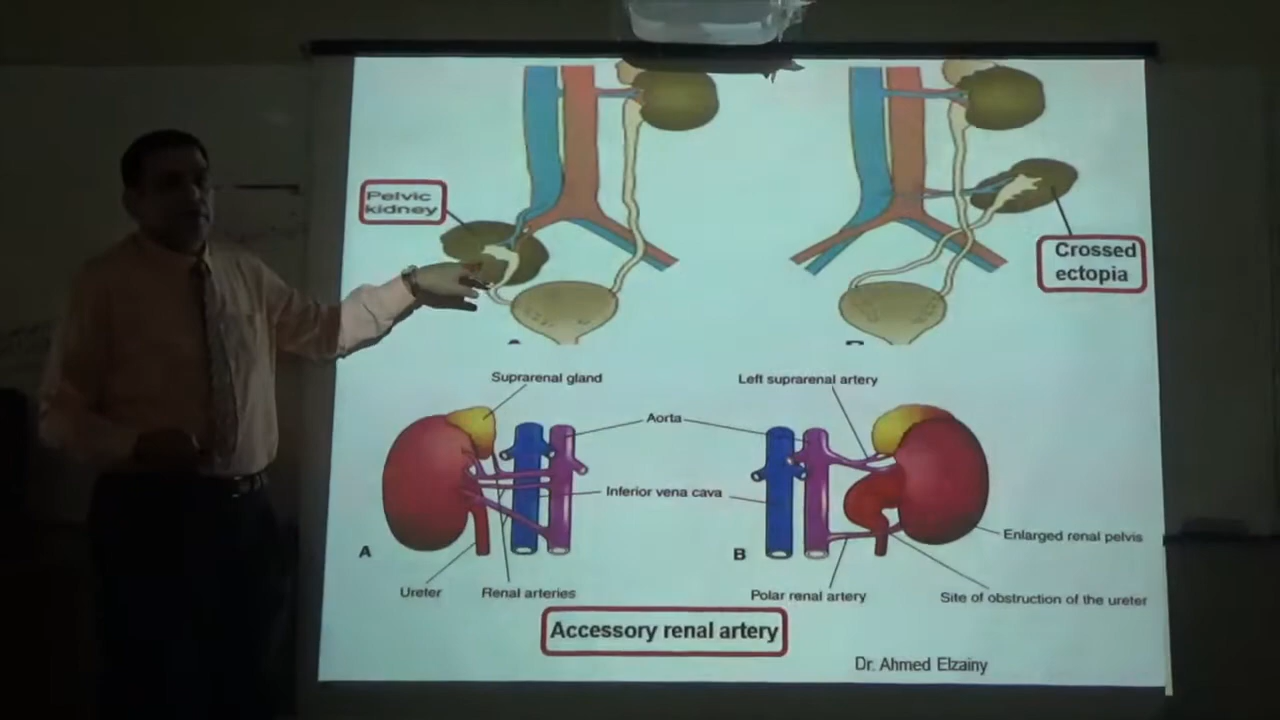 Pelvic
kidney
Crossed
ectopia
Suprarenal gland
Left suprarenal artery
Aorta
Inferior vena cava
Enlarged renal pelvis
A
B
Ureter
Renal arteries
Polar renal artery
Site of obstruction of the ureter
Accessory renal artery
Dr. Ahmed Elzainy